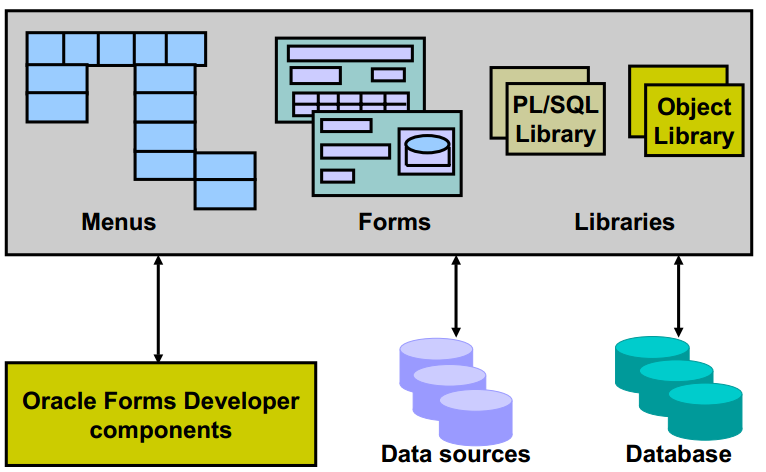 PL/SQL
Library
Object
Library
Menus
Forms
Libraries
Oracle Forms Developer
components
Data sources
Database